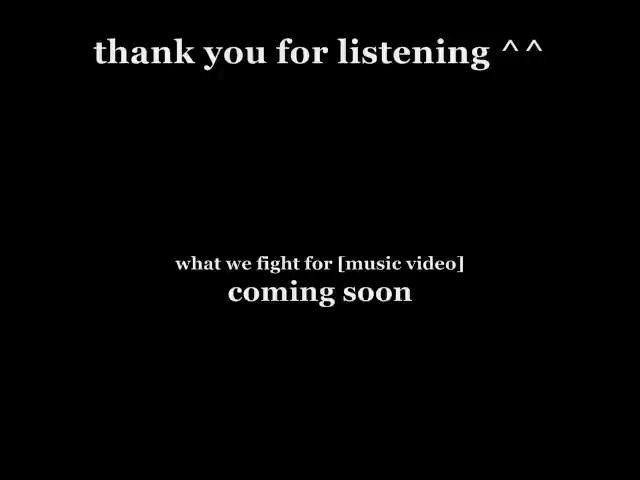 thank you for listening ^^
what we fight for [music video]
coming soon